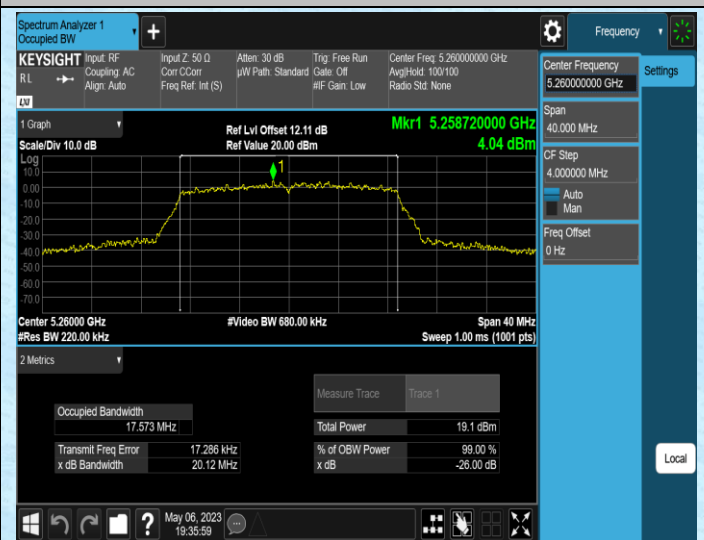 Spectrum Analyzer 1
Occupied BW
Frequency
KEYSIGHT
RL
LXI
Input: RF
Coupling: AC
Align: Auto
Input Z: 50 Ω
Corr CCorr
Freq Ref: Int (S)
Atten: 30 dB
µW Path: Standard
Trig: Free Run
Gate: Off
#IF Gain: Low
Center Freq: 5.260000000 GHz
Avg|Hold: 100/100
Radio Std: None
Center Frequency
5.260000000 GHz
Settings
Span
40.000 MHz
CF Step
4.000000 MHz
Auto
Man
Freq Offset
0 Hz
1 Graph
Scale/Div 10.0 dB
Ref Lvl Offset 12.11 dB
Ref Value 20.00 dBm
Mkr1 5.258720000 GHz
4.04 dBm
Log
1
10.0
0.00
-10.0
-20.0
-30.0
-40.0
-50.0
-60.0
-70.0
Center 5.26000 GHz
#Res BW 220.00 kHz
#Video BW 680.00 kHz
Span 40 MHz
Sweep 1.00 ms (1001 pts)
2 Metrics
Measure Trace Trace 1
Occupied Bandwidth
17.573 MHz
Total Power 19.1 dBm
Transmit Freq Error 17.286 kHz
% of OBW Power 99.00 %
x dB Bandwidth 20.12 MHz
x dB -26.00 dB
Local
?
May 06, 2023
19:35:59